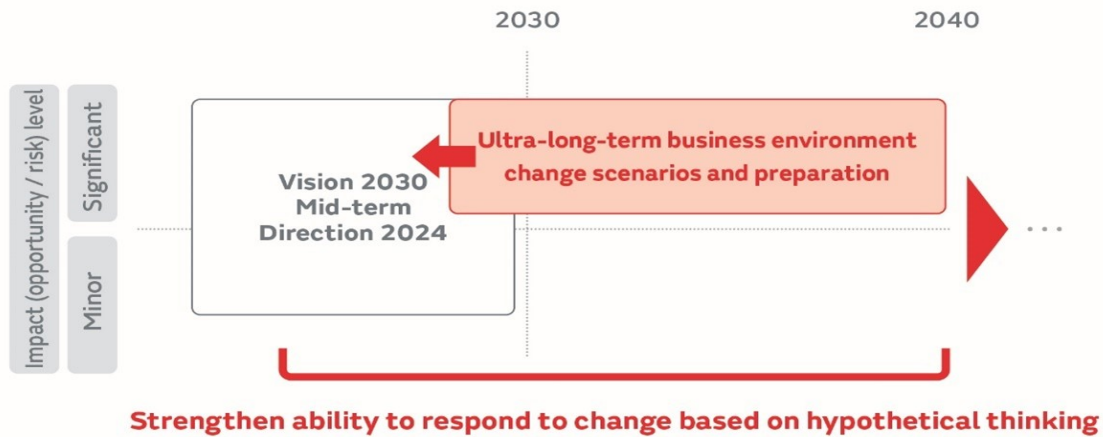 2030
2040
Impact (opportunity / risk) level
Significant
Minor
Vision 2030
Mid-term
Direction 2024
Ultra-long-term business environment
change scenarios and preparation
...
Strengthen ability to respond to change based on hypothetical thinking